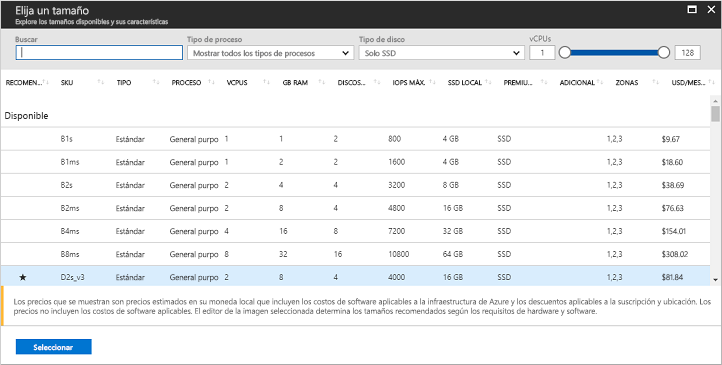 Elija un tamaño
Explore los tamaños disponibles y sus características
Buscar Tipo de proceso Tipo de disco vCPUs
Mostrar todos los tipos de procesos Solo SSD 1 128
RECOMEN... SKU TIPO PROCESO VCPUS GB RAM DISCOS... IOPS MÁX. SSD LOCAL PREMIU... ADICIONAL ZONAS USD/MES...
Disponible
B1s Estándar General purpo 1 1 2 800 4 GB SSD 1,2,3 $9.67
B1ms Estándar General purpo 1 2 2 1600 4 GB SSD 1,2,3 $18.60
B2s Estándar General purpo 2 4 4 3200 8 GB SSD 1,2,3 $38.69
B2ms Estándar General purpo 2 8 4 4800 16 GB SSD 1,2,3 $76.63
B4ms Estándar General purpo 4 16 8 7200 32 GB SSD 1,2,3 $154.01
B8ms Estándar General purpo 8 32 16 10800 64 GB SSD 1,2,3 $308.02
★ D2s_v3 Estándar General purpo 2 8 4 4000 16 GB SSD 1,2,3 $81.84
Los precios que se muestran son precios estimados en su moneda local que incluyen los costos de software aplicables a la infraestructura de Azure y los descuentos aplicables a la suscripción y ubicación. Los
precios no incluyen los costos de software aplicables. El editor de la imagen seleccionada determina los tamaños recomendados según los requisitos de hardware y software.
Seleccionar